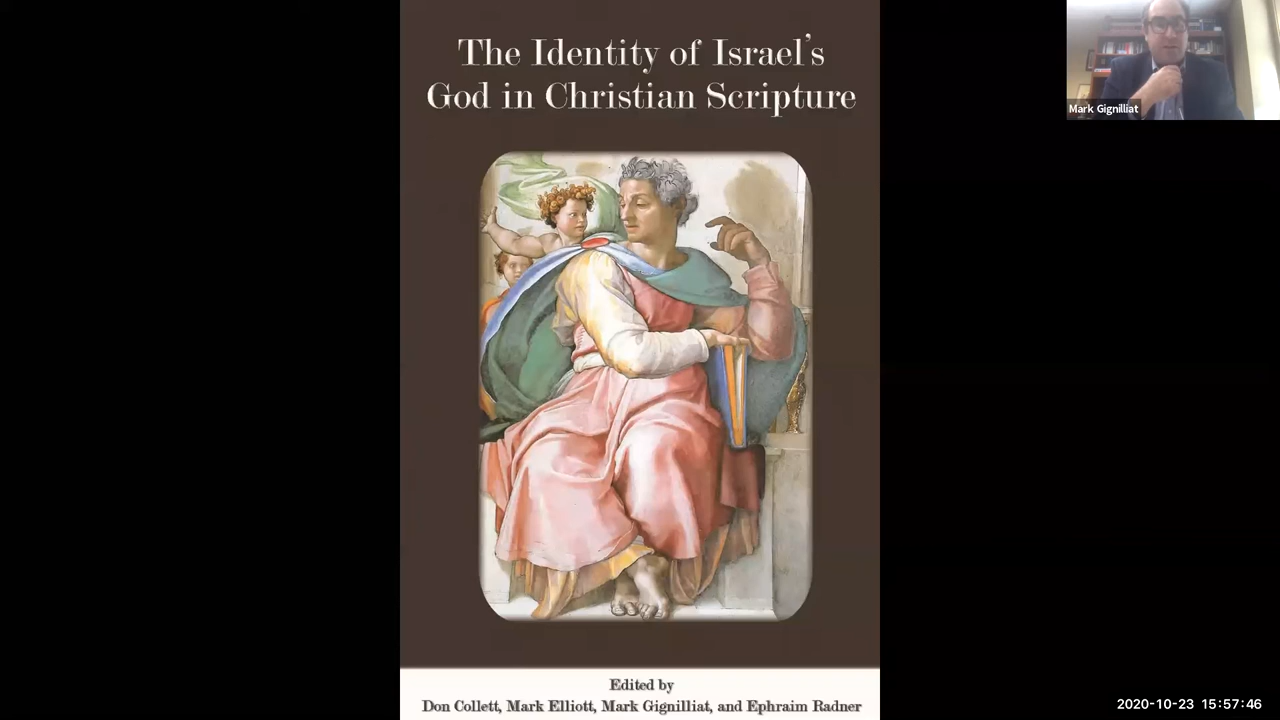 The Identity of Israel's
God in Christian Scripture
Mark Gignilliat
Edited by
Don Collett, Mark Elliott, Mark Gignilliat, and Ephraim Radner
2020-10-23 15:57:46